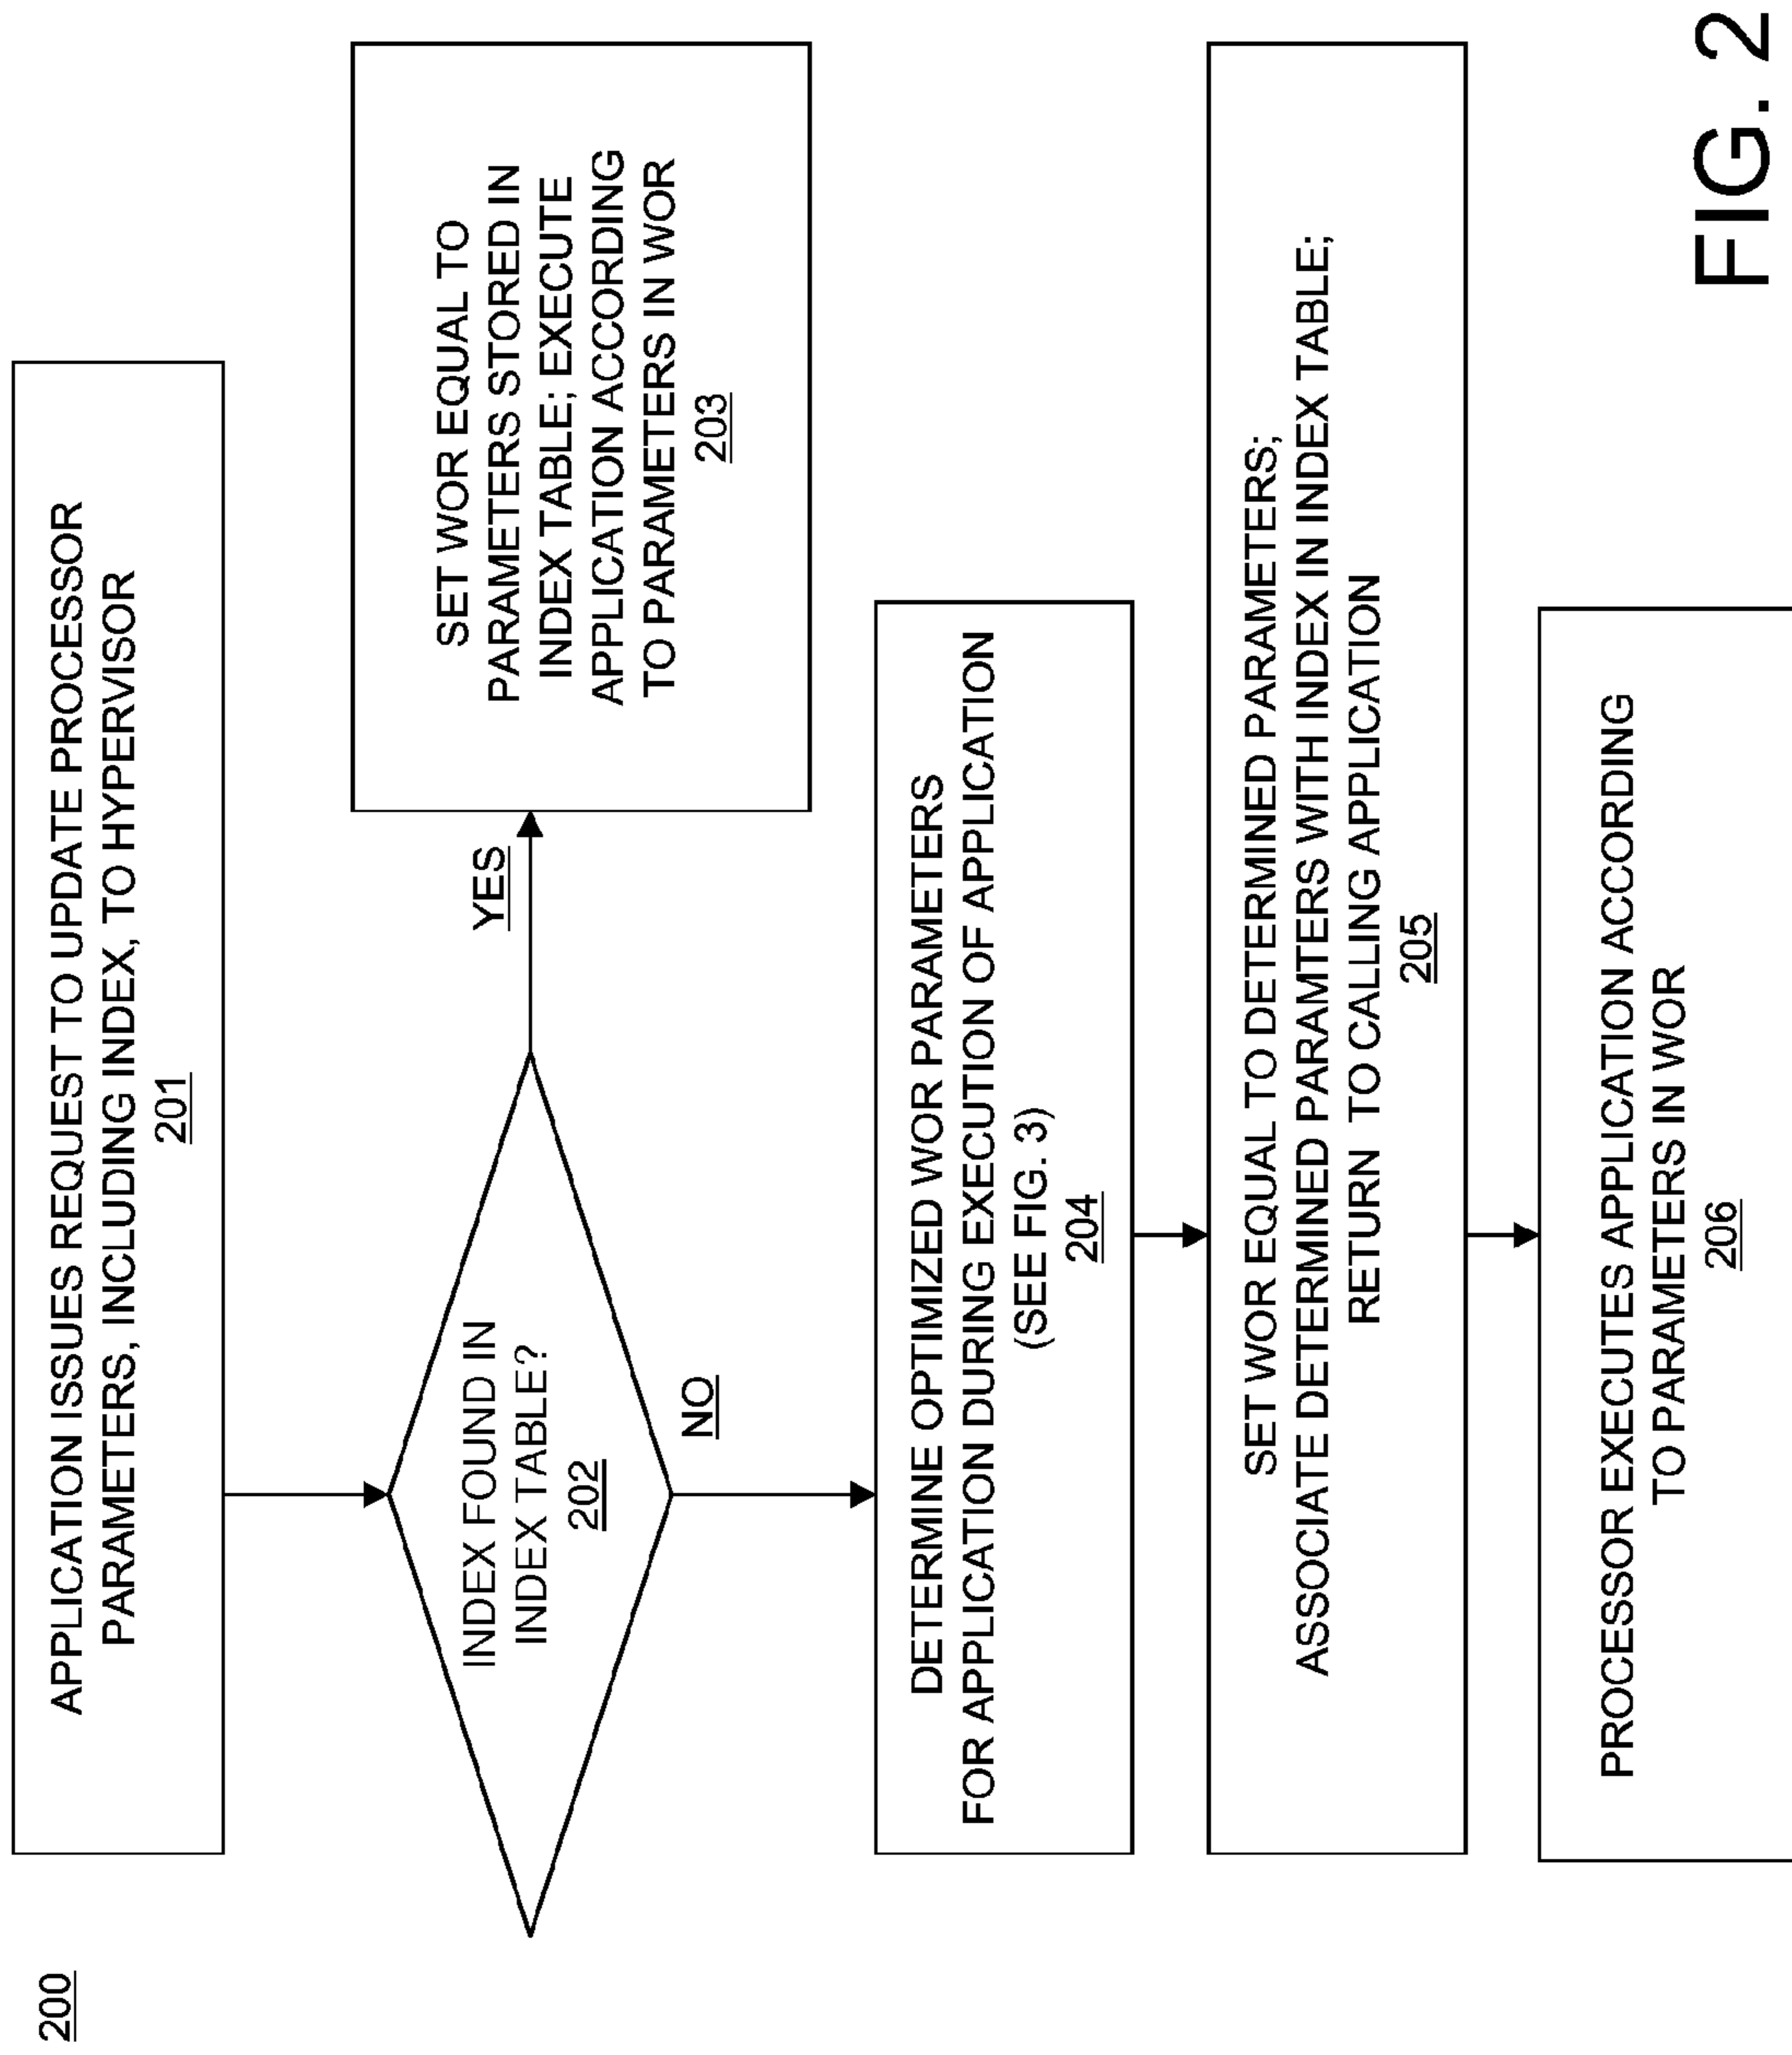 200
APPLICATION ISSUES REQUEST TO UPDATE PROCESSOR
PARAMETERS, INCLUDING INDEX, TO HYPERVISOR
201
INDEX FOUND IN
INDEX TABLE?
202
YES
SET WOR EQUAL TO
PARAMETERS STORED IN
INDEX TABLE; EXECUTE
APPLICATION ACCORDING
TO PARAMETERS IN WOR
203
NO
DETERMINE OPTIMIZED WOR PARAMETERS
FOR APPLICATION DURING EXECUTION OF APPLICATION
(SEE FIG. 3)
204
SET WOR EQUAL TO DETERMINED PARAMETERS;
ASSOCIATE DETERMINED PARAMTERS WITH INDEX IN INDEX TABLE;
RETURN TO CALLING APPLICATION
205
PROCESSOR EXECUTES APPLICATION ACCORDING
TO PARAMETERS IN WOR
206
FIG. 2